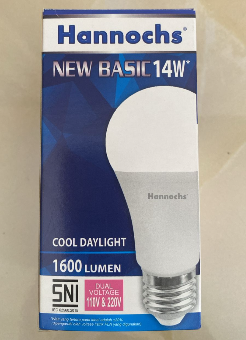 Hannochs®
NEW BASIC 14W*
Hannochs
COOL DAYLIGHT
1600 LUMEN
SNI
DUAL
VOLTAGE
110V & 220V